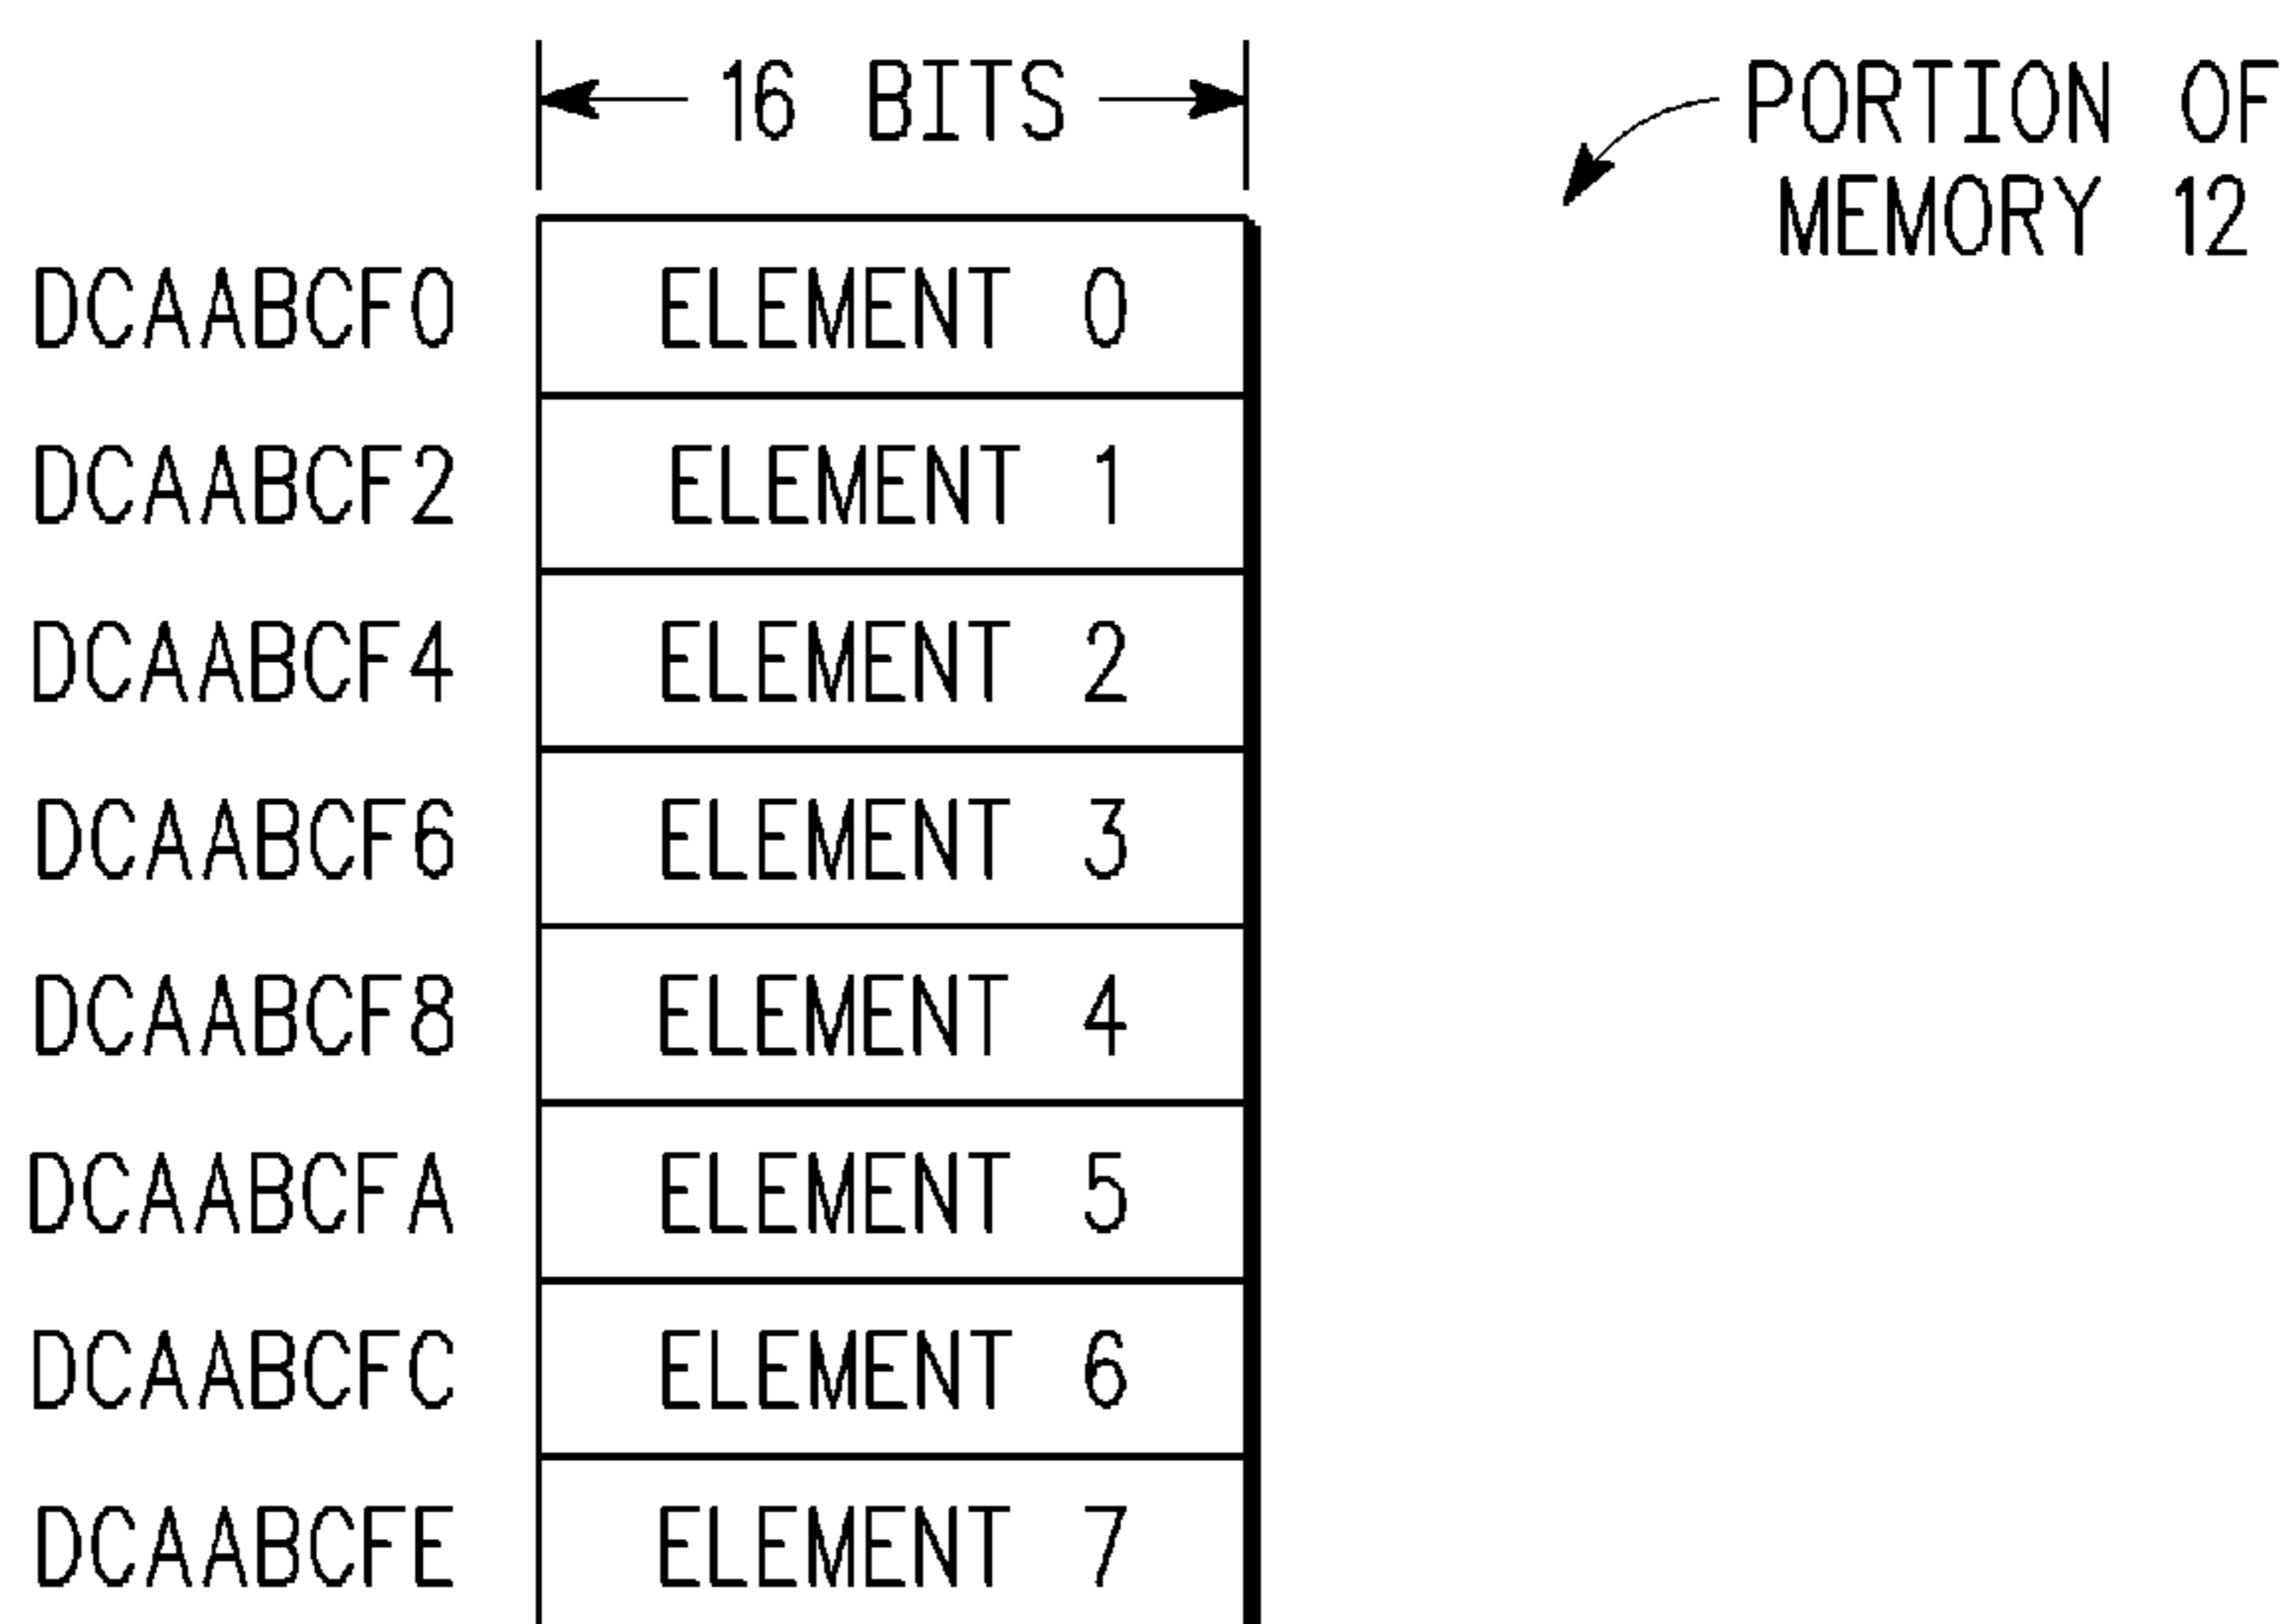 16 BITS
PORTION OF
MEMORY 12
DCAABCF0 ELEMENT 0
DCAABCF2 ELEMENT 1
DCAABCF4 ELEMENT 2
DCAABCF6 ELEMENT 3
DCAABCF8 ELEMENT 4
DCAABCFA ELEMENT 5
DCAABCFC ELEMENT 6
DCAABCFE ELEMENT 7